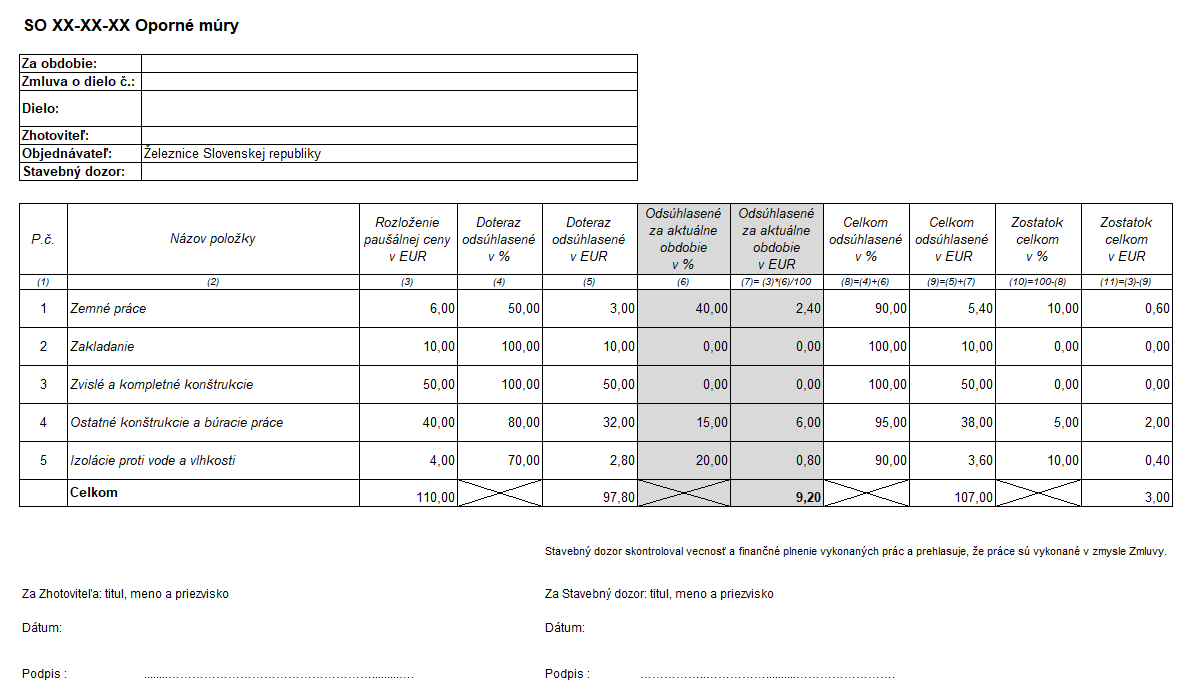 SO XX-XX-XX Oporné múry
Za obdobie:
Zmluva o dielo č.:
Dielo:
Zhotoviteľ:
Objednávateľ: Železnice Slovenskej republiky
Stavebný dozor:
P.č. Názov položky Rozloženie paušálnej ceny v EUR Doteraz odsúhlasené v % Doteraz odsúhlasené v EUR Odsúhlasené za aktuálne obdobie v % Odsúhlasené za aktuálne obdobie v EUR Celkom odsúhlasené v % Celkom odsúhlasené v EUR Zostatok celkom v % Zostatok celkom v EUR
(1) (2) (3) (4) (5) (6) (7)= (3)*(6)/100 (8)=(4)+(6) (9)=(5)+(7) (10)=100-(8) (11)=(3)-(9)
1 Zemné práce 6,00 50,00 3,00 40,00 2,40 90,00 5,40 10,00 0,60
2 Zakladanie 10,00 100,00 10,00 0,00 0,00 100,00 10,00 0,00 0,00
3 Zvislé a kompletné konštrukcie 50,00 100,00 50,00 0,00 0,00 100,00 50,00 0,00 0,00
4 Ostatné konštrukcie a búracie práce 40,00 80,00 32,00 15,00 6,00 95,00 38,00 5,00 2,00
5 Izolácie proti vode a vlhkosti 4,00 70,00 2,80 20,00 0,80 90,00 3,60 10,00 0,40
Celkom 110,00 97,80 9,20 107,00 3,00
Stavebný dozor skontroloval vecnosť a finančné plnenie vykonaných prác a prehlasuje, že práce sú vykonané v zmysle Zmluvy.
Za Zhotoviteľa: titul, meno a priezvisko Za Stavebný dozor: titul, meno a priezvisko
Dátum: Dátum:
Podpis : ........................................ Podpis : ........................................